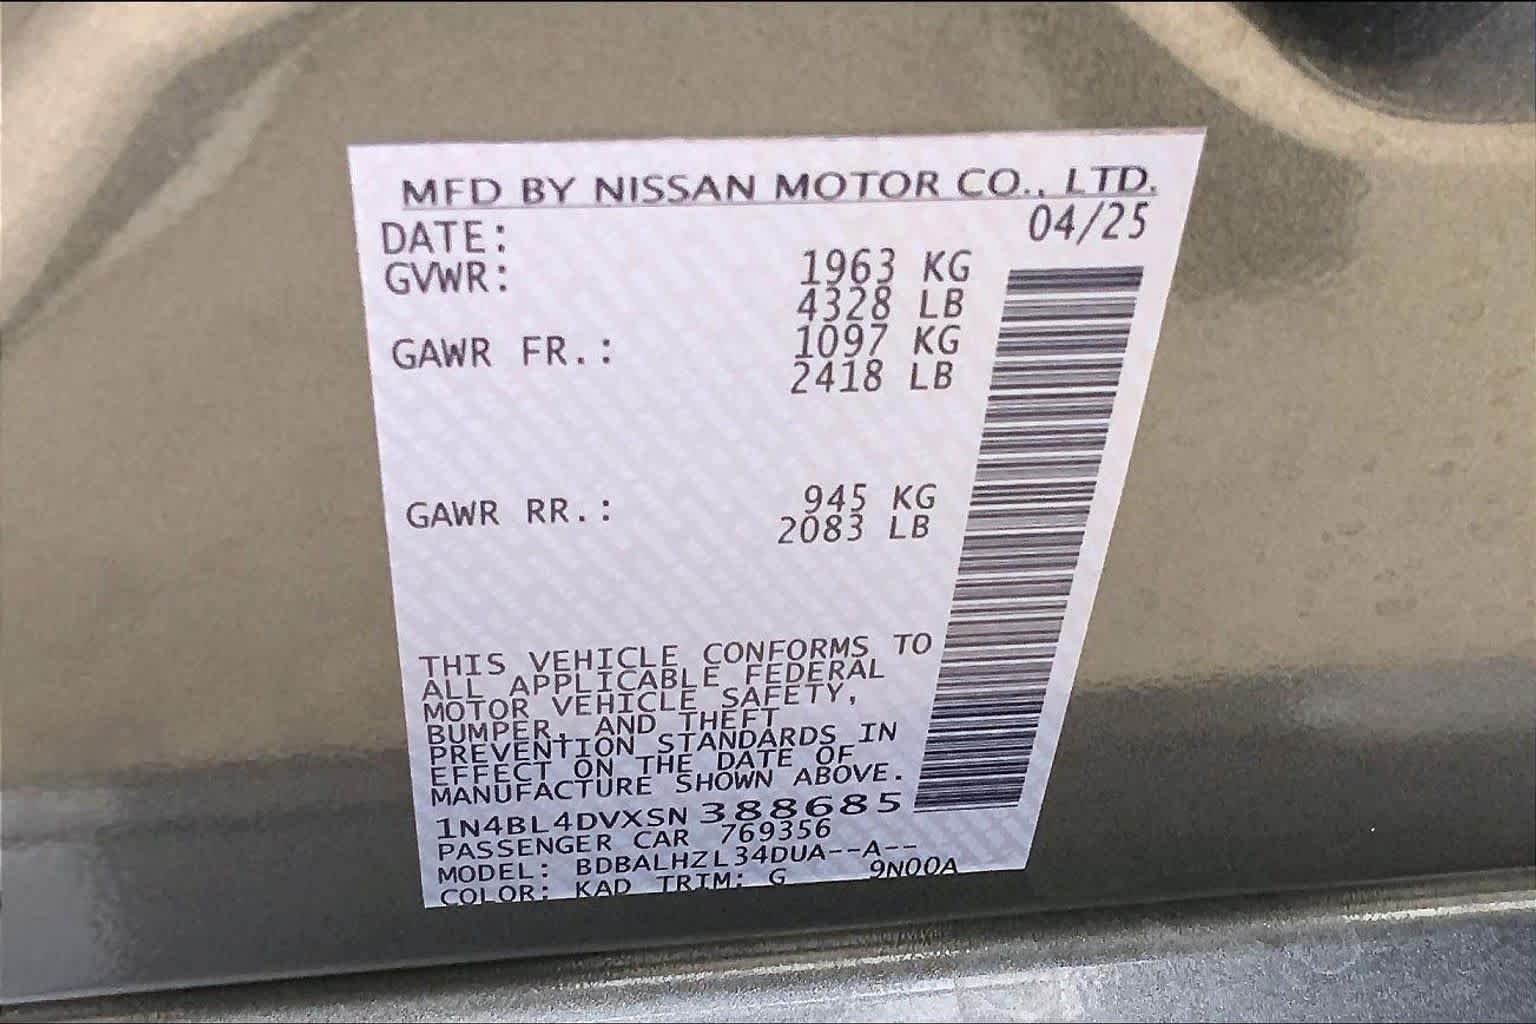 MFD BY NISSAN MOTOR CO., LTD.
DATE: 04/25
GVWR: 1963 KG
4328 LB
GAWR FR.: 1097 KG
2418 LB
GAWR RR.: 945 KG
2083 LB
THIS VEHICLE CONFORMS TO
ALL APPLICABLE FEDERAL
MOTOR VEHICLE SAFETY,
BUMPER, AND THEFT
PREVENTION STANDARDS IN
EFFECT ON THE DATE OF
MANUFACTURE SHOWN ABOVE.
1N4BL4DVXSN388685
PASSENGER CAR 769356
MODEL: BDBALHZL34DUA--A--
COLOR: KAD TRIM: G 9N00A